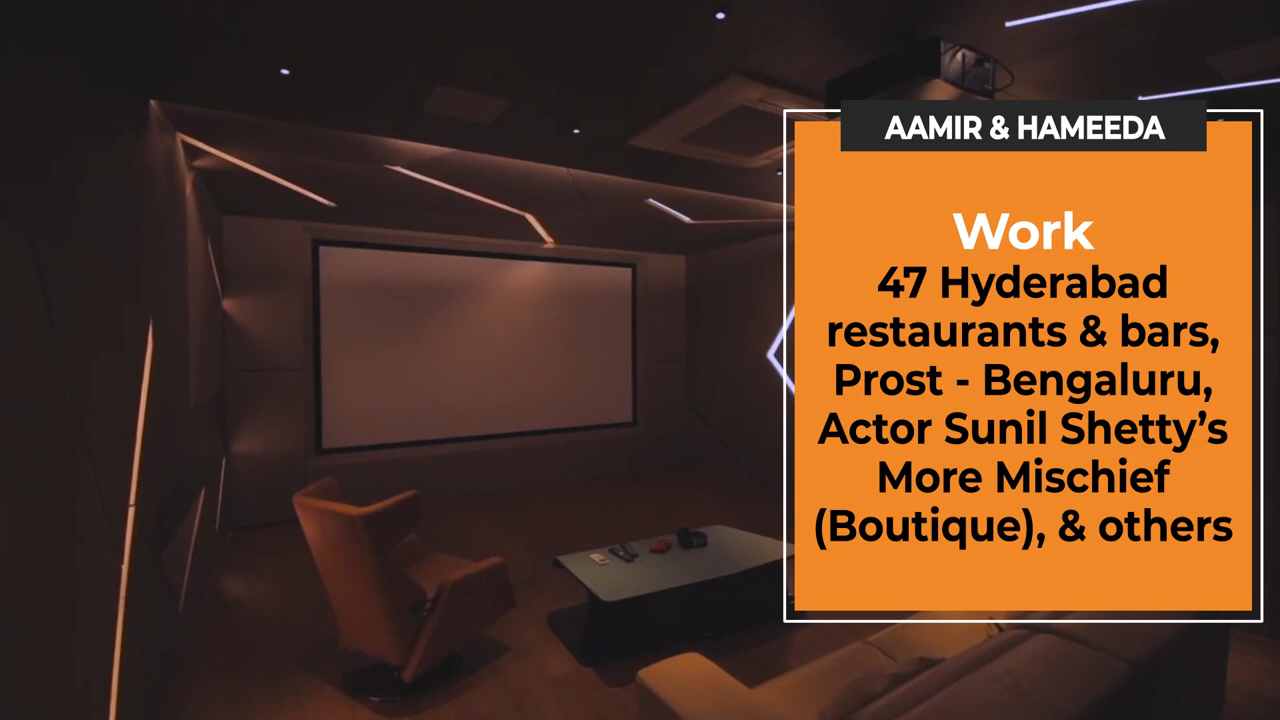 AAMIR & HAMEEDA
Work
47 Hyderabad
restaurants & bars,
Prost - Bengaluru,
Actor Sunil Shetty’s
More Mischief
(Boutique), & others